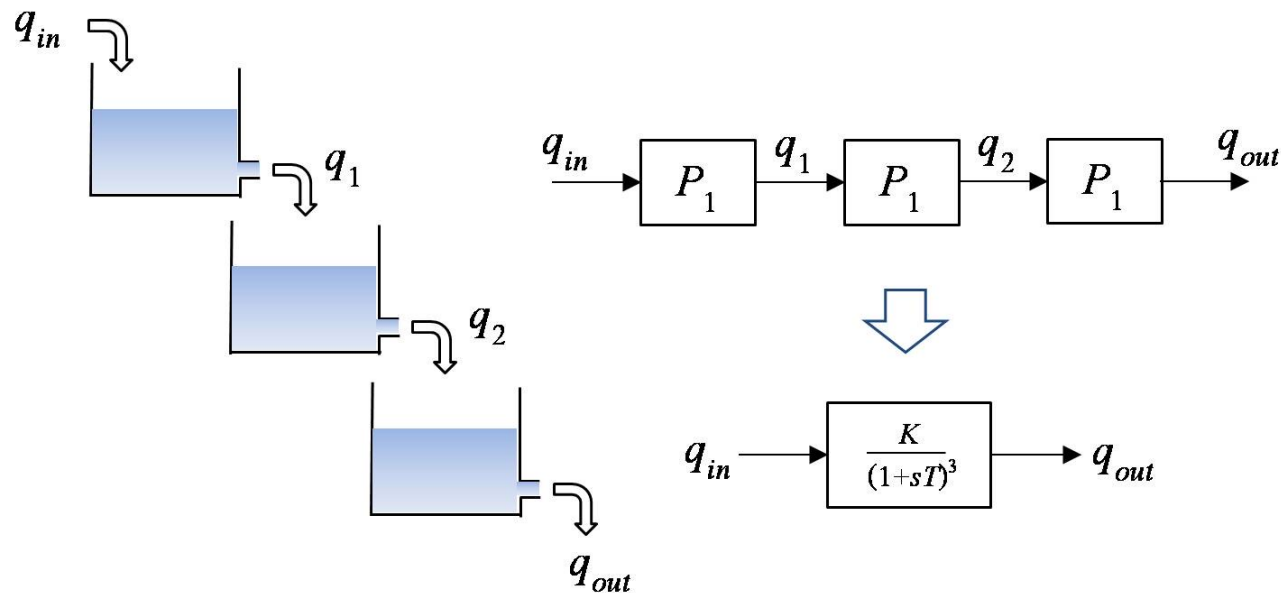 q_in
q_1
q_2
q_out
q_in P_1 q_1 P_1 q_2 P_1 q_out
q_in K/(1+sT)^3 q_out